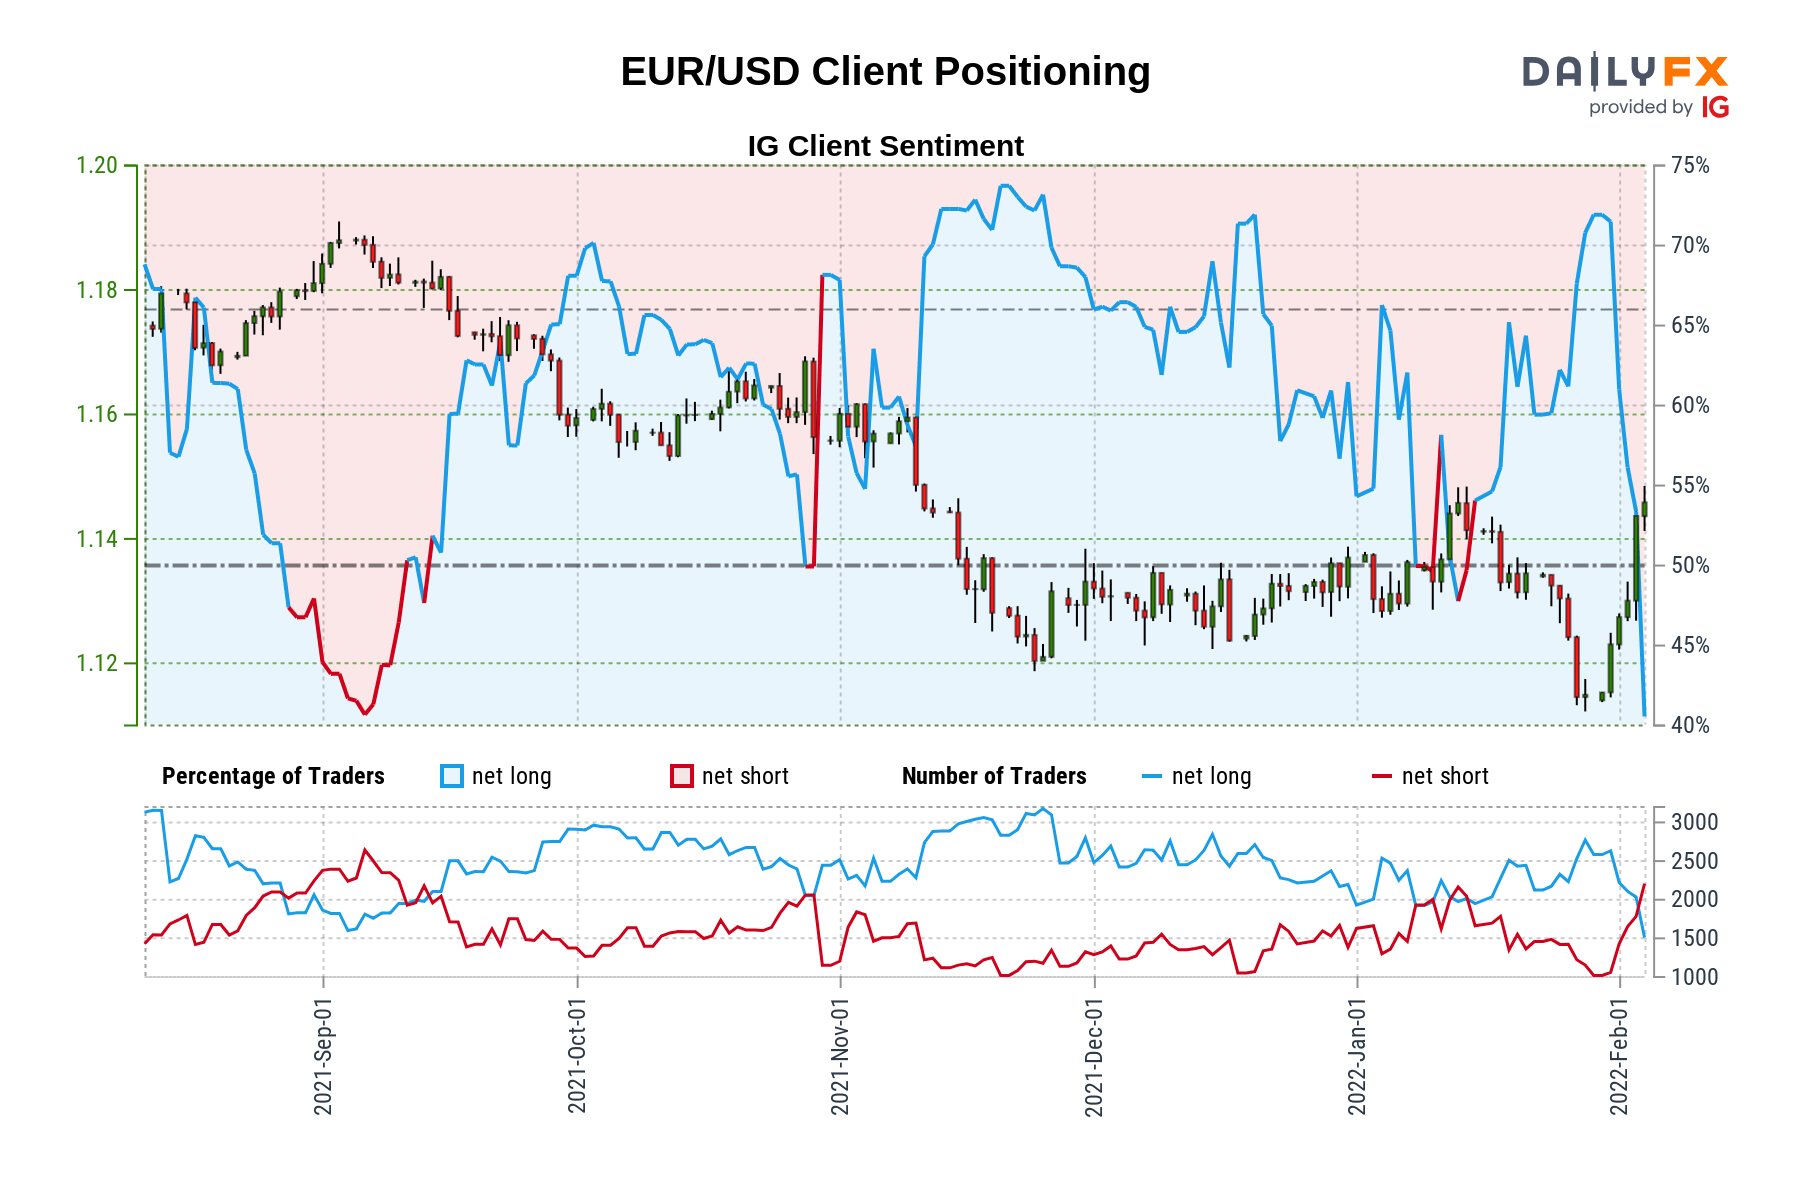 EUR/USD Client Positioning
DAILYFX
provided by IG
IG Client Sentiment
1.20
1.18
1.16
1.14
1.12
75%
70%
65%
60%
55%
50%
45%
40%
Percentage of Traders net long net short Number of Traders net long net short
3000
2500
2000
1500
1000
2021-Sep-01
2021-Oct-01
2021-Nov-01
2021-Dec-01
2022-Jan-01
2022-Feb-01